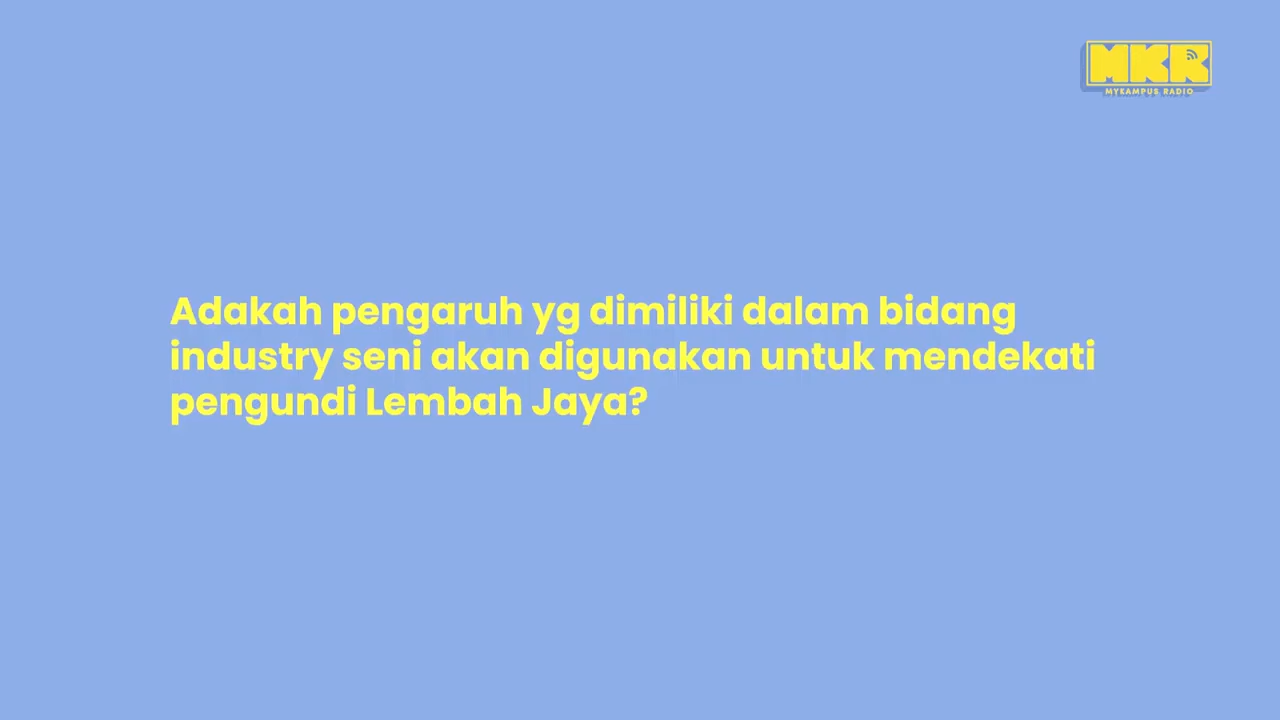 MKR
MYKAMPUS RADIO
Adakah pengaruh yg dimiliki dalam bidang
industry seni akan digunakan untuk mendekati
pengundi Lembah Jaya?